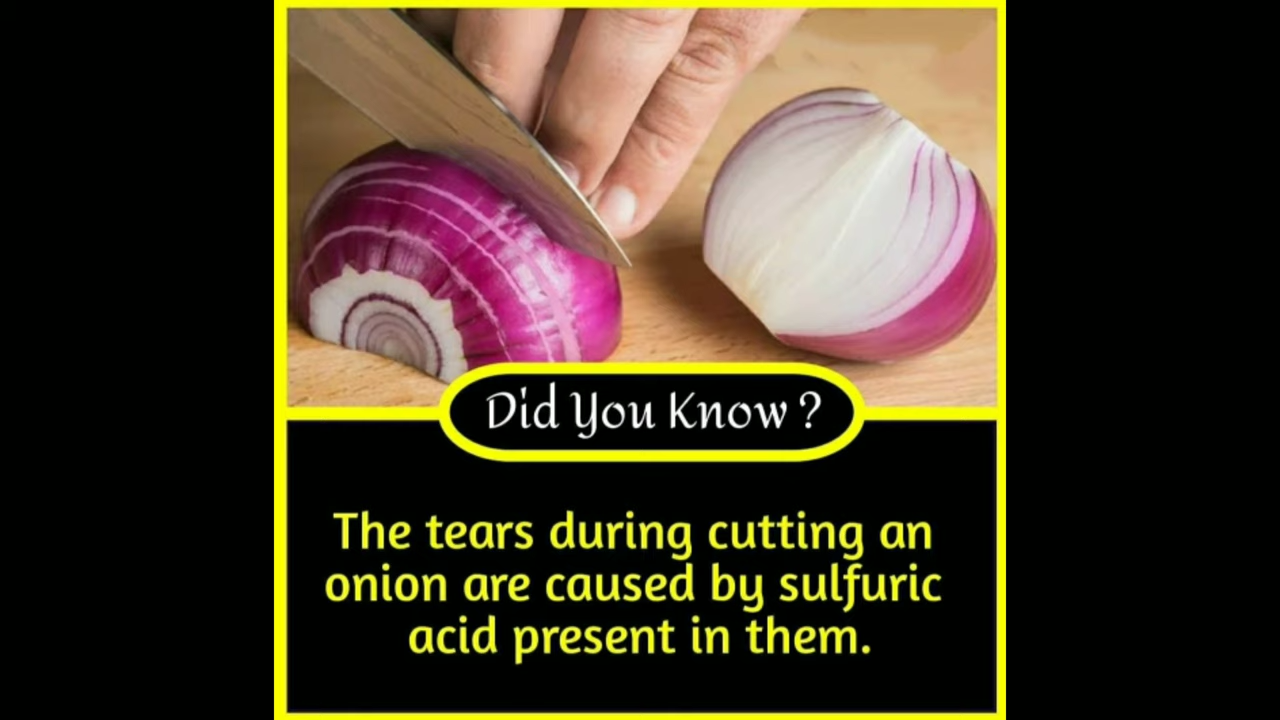 Did You Know ?
The tears during cutting an
onion are caused by sulfuric
acid present in them.